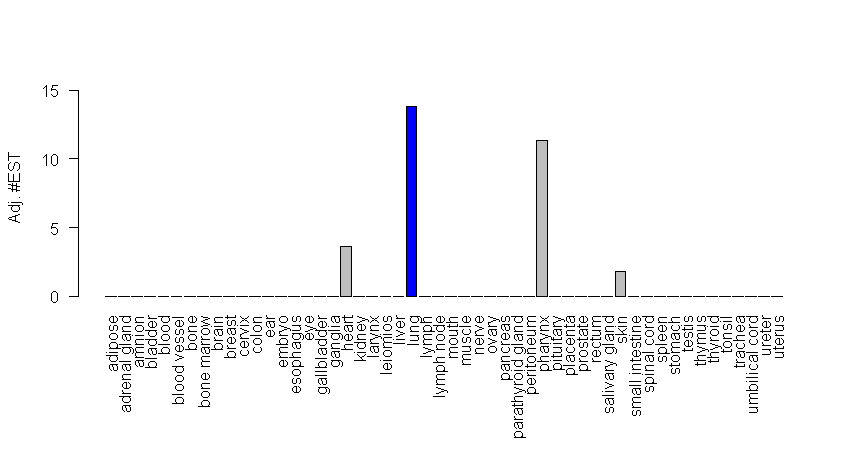 Adj. #EST
15
10
5
0
adipose
adrenal gland
amnion
bladder
blood
blood vessel
bone
bone marrow
brain
breast
cervix
colon
ear
embryo
esophagus
eye
gallbladder
ganglia
heart
kidney
larynx
leiomios
liver
lung
lymph
lymph node
mouth
muscle
nerve
ovary
pancreas
parathyroid gland
peritoneum
pharynx
pituitary
placenta
prostate
rectum
salivary gland
skin
small intestine
spinal cord
spleen
stomach
testis
thymus
thyroid
tonsil
trachea
umbilical cord
ureter
uterus